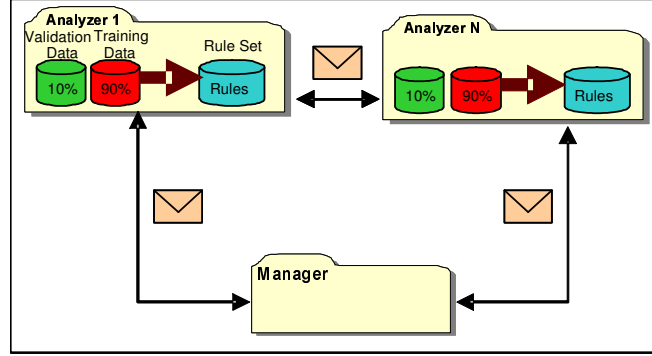 Analyzer 1
Validation Training
Data Data
Rule Set
10% 90% Rules
Analyzer N
10% 90% Rules
Manager